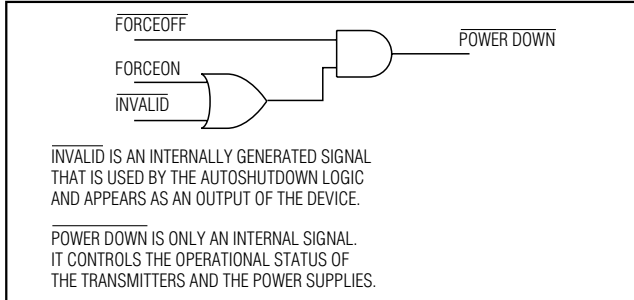 FORCEOFF
POWER DOWN
FORCEON
INVALID
INVALID IS AN INTERNALLY GENERATED SIGNAL
THAT IS USED BY THE AUTOSHUTDOWN LOGIC
AND APPEARS AS AN OUTPUT OF THE DEVICE.
POWER DOWN IS ONLY AN INTERNAL SIGNAL.
IT CONTROLS THE OPERATIONAL STATUS OF
THE TRANSMITTERS AND THE POWER SUPPLIES.